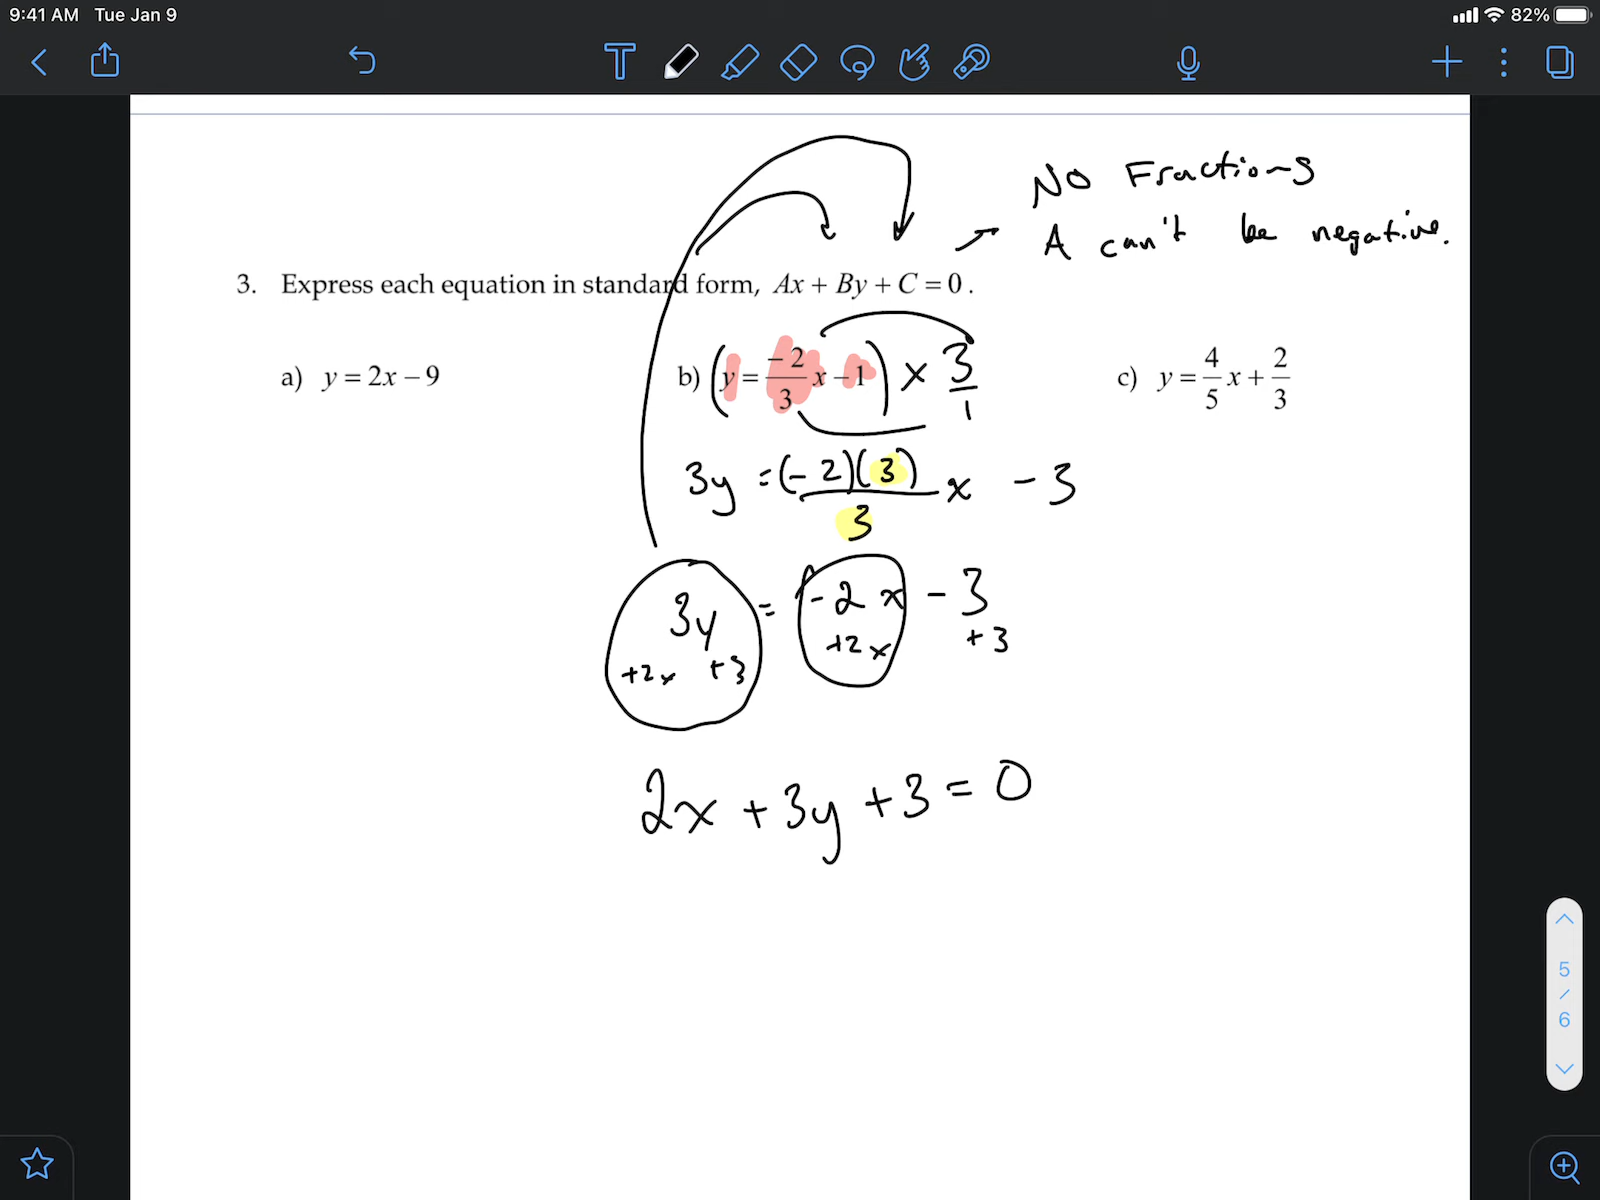 9:41 AM Tue Jan 9
82%
No Fractions
A can't be negative.
3. Express each equation in standard form, Ax + By + C = 0.
a) y = 2x – 9
b) (y = –2/3 x – 1) × 3/1
c) y = 4/5 x + 2/3
3y = (–2)(3)/3 x – 3
3y = –2x – 3
+2x +3 +2x +3
2x + 3y + 3 = 0
5
/
6